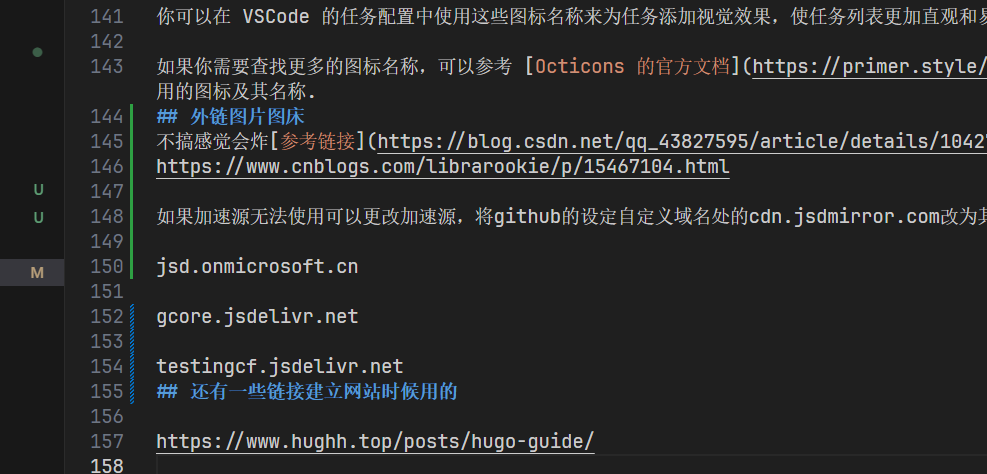 141 你可以在 VSCode 的任务配置中使用这些图标名称来为任务添加视觉效果，使任务列表更加直观和易
142
143 如果你需要查找更多的图标名称，可以参考 [Octicons 的官方文档](https://primer.style/
用的图标及其名称.
144 ## 外链图片图床
145 不搞感觉会炸[参考链接](https://blog.csdn.net/qq_43827595/article/details/1042
146 https://www.cnblogs.com/librarookie/p/15467104.html
U 147
U 148 如果加速源无法使用可以更改加速源，将github的设定自定义域名处的cdn.jsdmirror.com改为其
149
M 150 jsd.onmicrosoft.cn
151
152 gcore.jsdelivr.net
153
154 testingcf.jsdelivr.net
155 ## 还有一些链接建立网站时候用的
156
157 https://www.hughh.top/posts/hugo-guide/
158